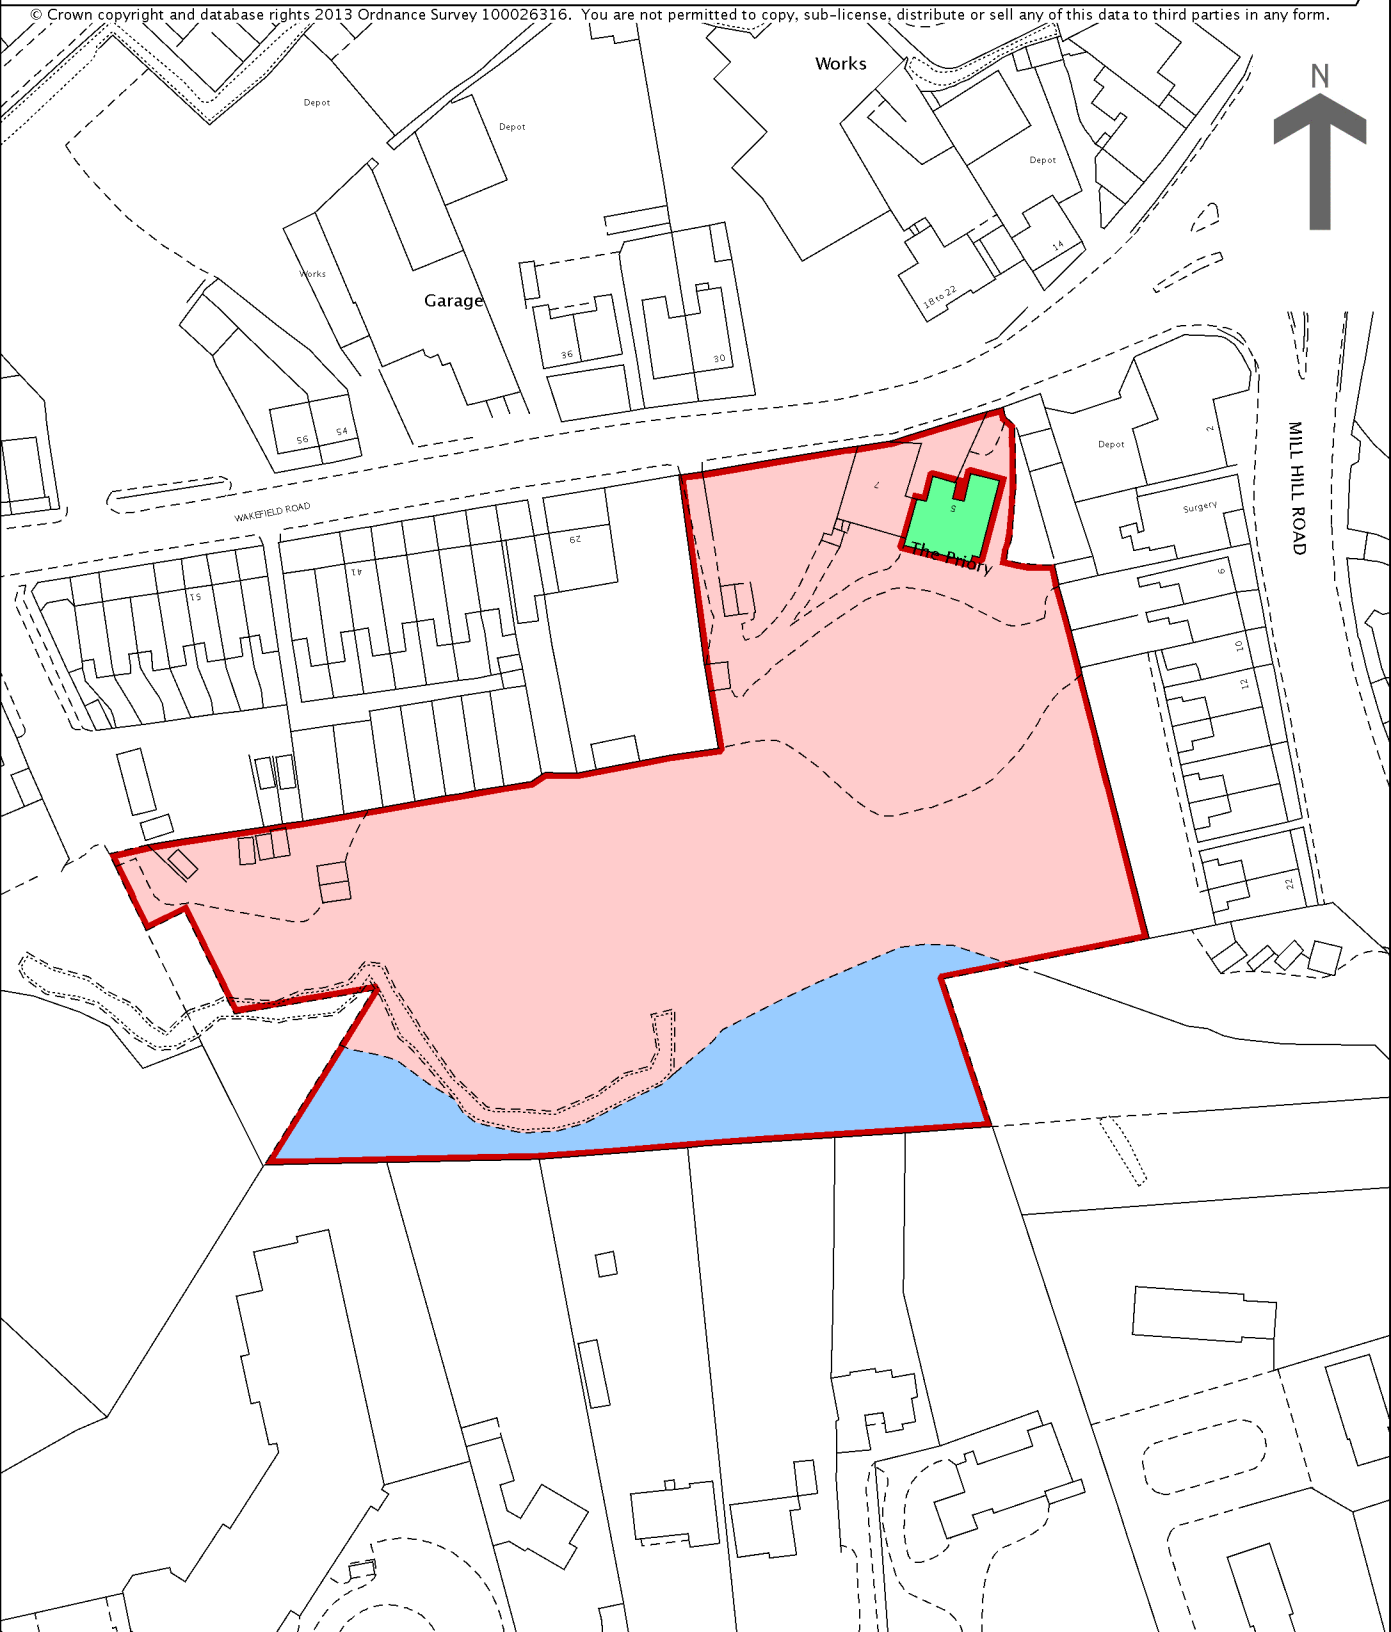 © Crown copyright and database rights 2013 Ordnance Survey 100026316. You are not permitted to copy, sub-license, distribute or sell any of this data to third parties in any form.
Works
N
Depot
Depot
Depot
14
Works
18 to 22
Garage
36
30
56
54
MILL HILL ROAD
2
Depot
7
WAKEFIELD ROAD
Surgery
5
29
The Priory
41
6
51
10
12
22